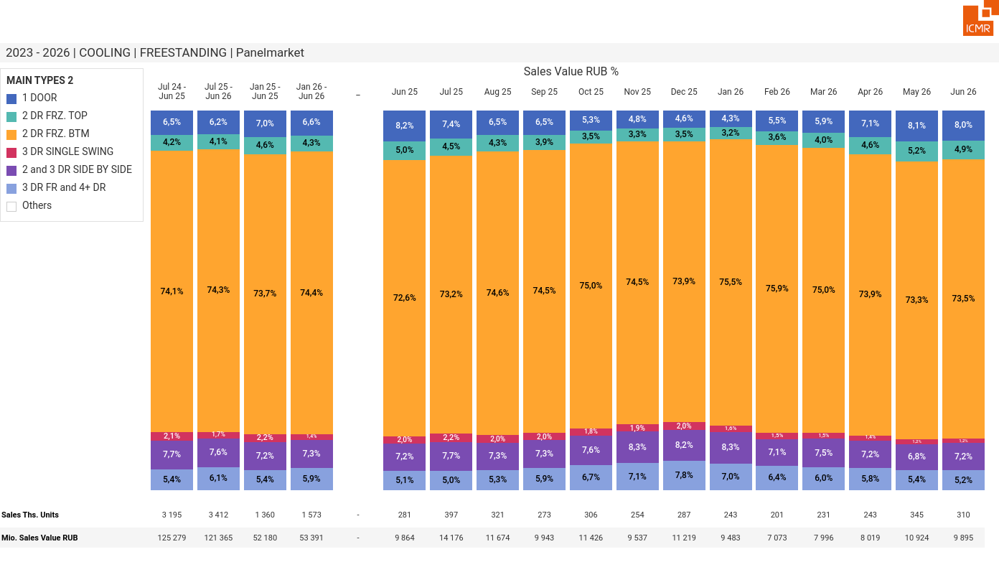 ICMR
2023 - 2026 | COOLING | FREESTANDING | Panelmarket
Sales Value RUB %
MAIN TYPES 2
1 DOOR
2 DR FRZ. TOP
2 DR FRZ. BTM
3 DR SINGLE SWING
2 and 3 DR SIDE BY SIDE
3 DR FR and 4+ DR
Others
Jul 24 - Jul 25 - Jan 25 - Jan 26 -
Jun 25 Jun 26 Jun 25 Jun 26 – Jun 25 Jul 25 Aug 25 Sep 25 Oct 25 Nov 25 Dec 25 Jan 26 Feb 26 Mar 26 Apr 26 May 26 Jun 26
6,5% 6,2% 7,0% 6,6% 8,2% 7,4% 6,5% 6,5% 5,3% 4,8% 4,6% 4,3% 5,5% 5,9% 7,1% 8,1% 8,0%
4,2% 4,1% 4,6% 4,3% 5,0% 4,5% 4,3% 3,9% 3,5% 3,3% 3,5% 3,2% 3,6% 4,0% 4,6% 5,2% 4,9%
74,1% 74,3% 73,7% 74,4% 72,6% 73,2% 74,6% 74,5% 75,0% 74,5% 73,9% 75,5% 75,9% 75,0% 73,9% 73,3% 73,5%
2,1% 1,7% 2,2% 1,4% 2,0% 2,2% 2,0% 2,0% 1,8% 1,9% 2,0% 1,6% 1,5% 1,5% 1,4% 1,2% 1,2%
7,7% 7,6% 7,2% 7,3% 7,2% 7,7% 7,3% 7,3% 7,6% 8,3% 8,2% 8,3% 7,1% 7,5% 7,2% 6,8% 7,2%
5,4% 6,1% 5,4% 5,9% 5,1% 5,0% 5,3% 5,9% 6,7% 7,1% 7,8% 7,0% 6,4% 6,0% 5,8% 5,4% 5,2%
Sales Ths. Units 3 195 3 412 1 360 1 573 - 281 397 321 273 306 254 287 243 201 231 243 345 310
Mio. Sales Value RUB 125 279 121 365 52 180 53 391 - 9 864 14 176 11 674 9 943 11 426 9 537 11 219 9 483 7 073 7 996 8 019 10 924 9 895